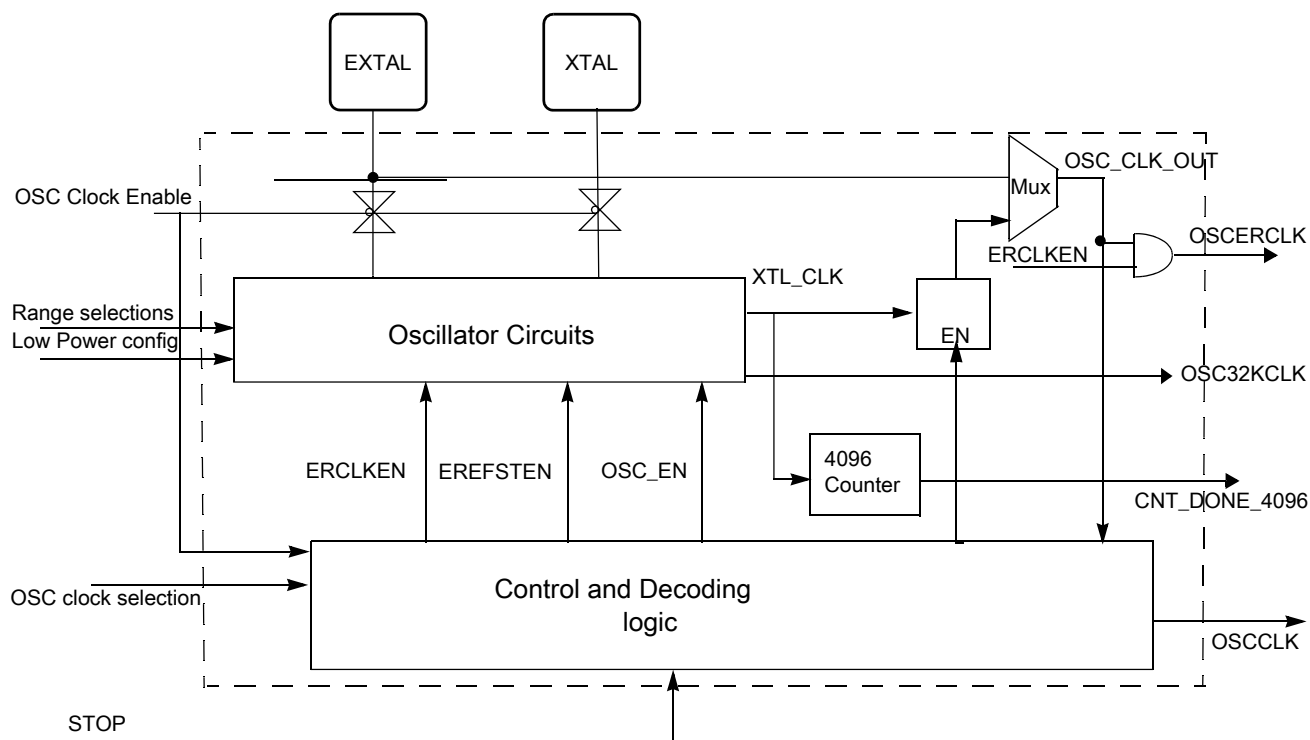 EXTAL
XTAL
OSC_CLK_OUT
Mux
OSC Clock Enable
OSCERCLK
ERCLKEN
XTL_CLK
Range selections
Oscillator Circuits
EN
Low Power config
OSC32KCLK
ERCLKEN
EREFSTEN
OSC_EN
4096
Counter
CNT_DONE_4096
Control and Decoding
logic
OSC clock selection
OSCCLK
STOP